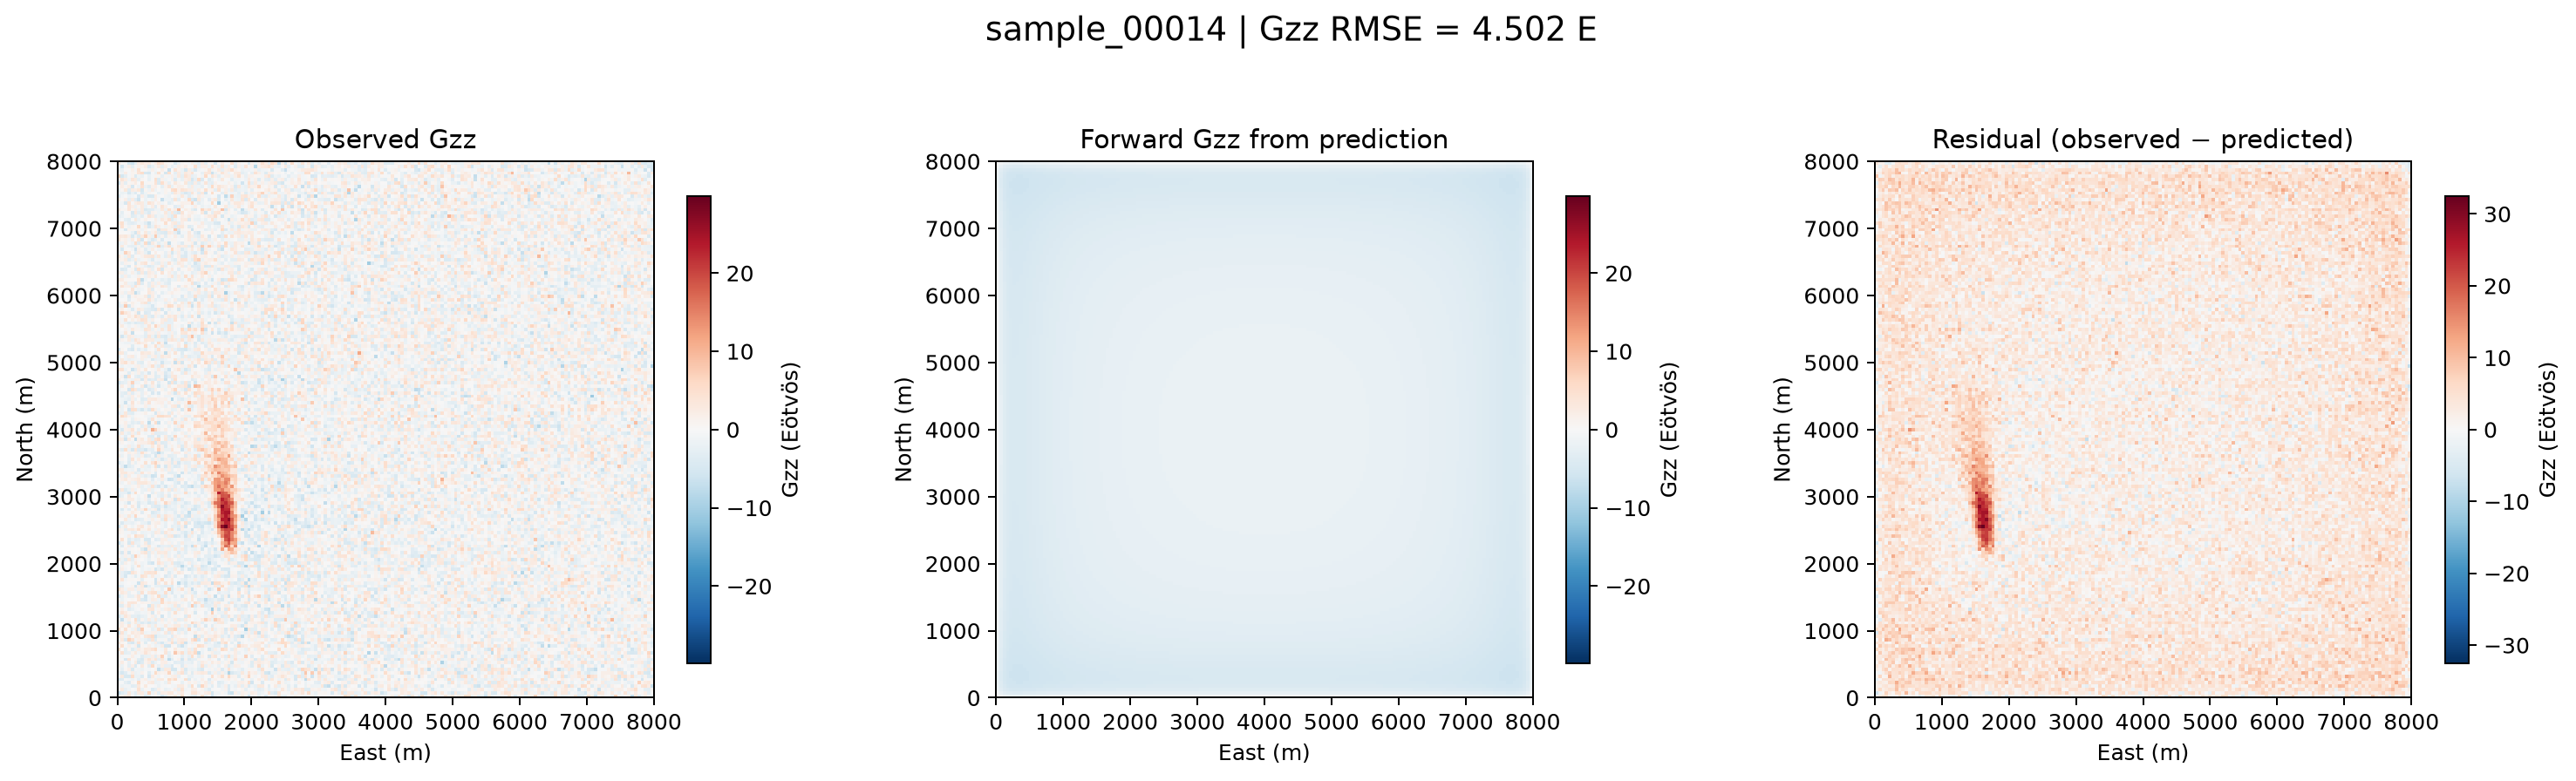 sample_00014 | Gzz RMSE = 4.502 E
Observed Gzz
8000
7000
6000
5000
4000
3000
2000
1000
0
North (m)
0 1000 2000 3000 4000 5000 6000 7000 8000
East (m)
20
10
0
−10
−20
Gzz (Eötvös)
Forward Gzz from prediction
8000
7000
6000
5000
4000
3000
2000
1000
0
North (m)
0 1000 2000 3000 4000 5000 6000 7000 8000
East (m)
20
10
0
−10
−20
Gzz (Eötvös)
Residual (observed − predicted)
8000
7000
6000
5000
4000
3000
2000
1000
0
North (m)
0 1000 2000 3000 4000 5000 6000 7000 8000
East (m)
30
20
10
0
−10
−20
−30
Gzz (Eötvös)